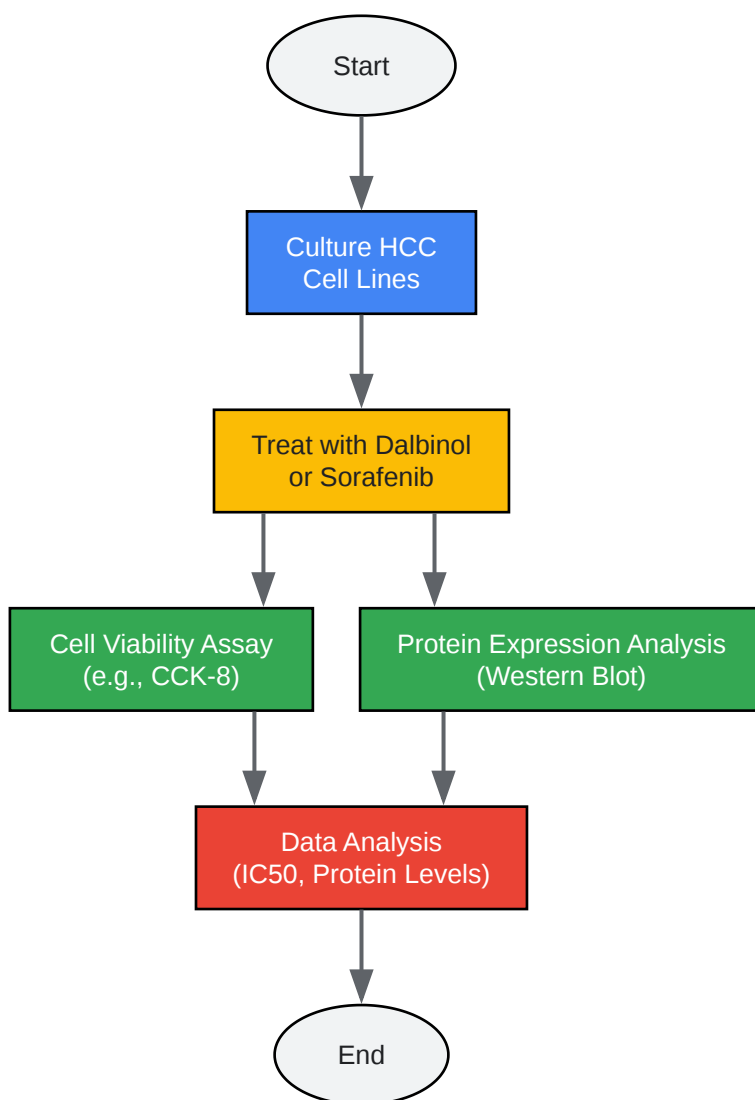 Start
Culture HCC
Cell Lines
Treat with Dalbinol
or Sorafenib
Cell Viability Assay
(e.g., CCK-8)
Protein Expression Analysis
(Western Blot)
Data Analysis
(IC50, Protein Levels)
End